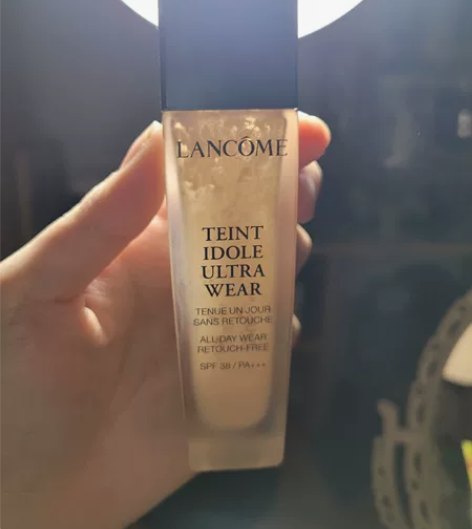 LANCÔME
TEINT
IDOLE
ULTRA
WEAR
TENUE UN JOUR
SANS RETOUCHE
ALL DAY WEAR
RETOUCH-FREE
SPF 38 / PA+++